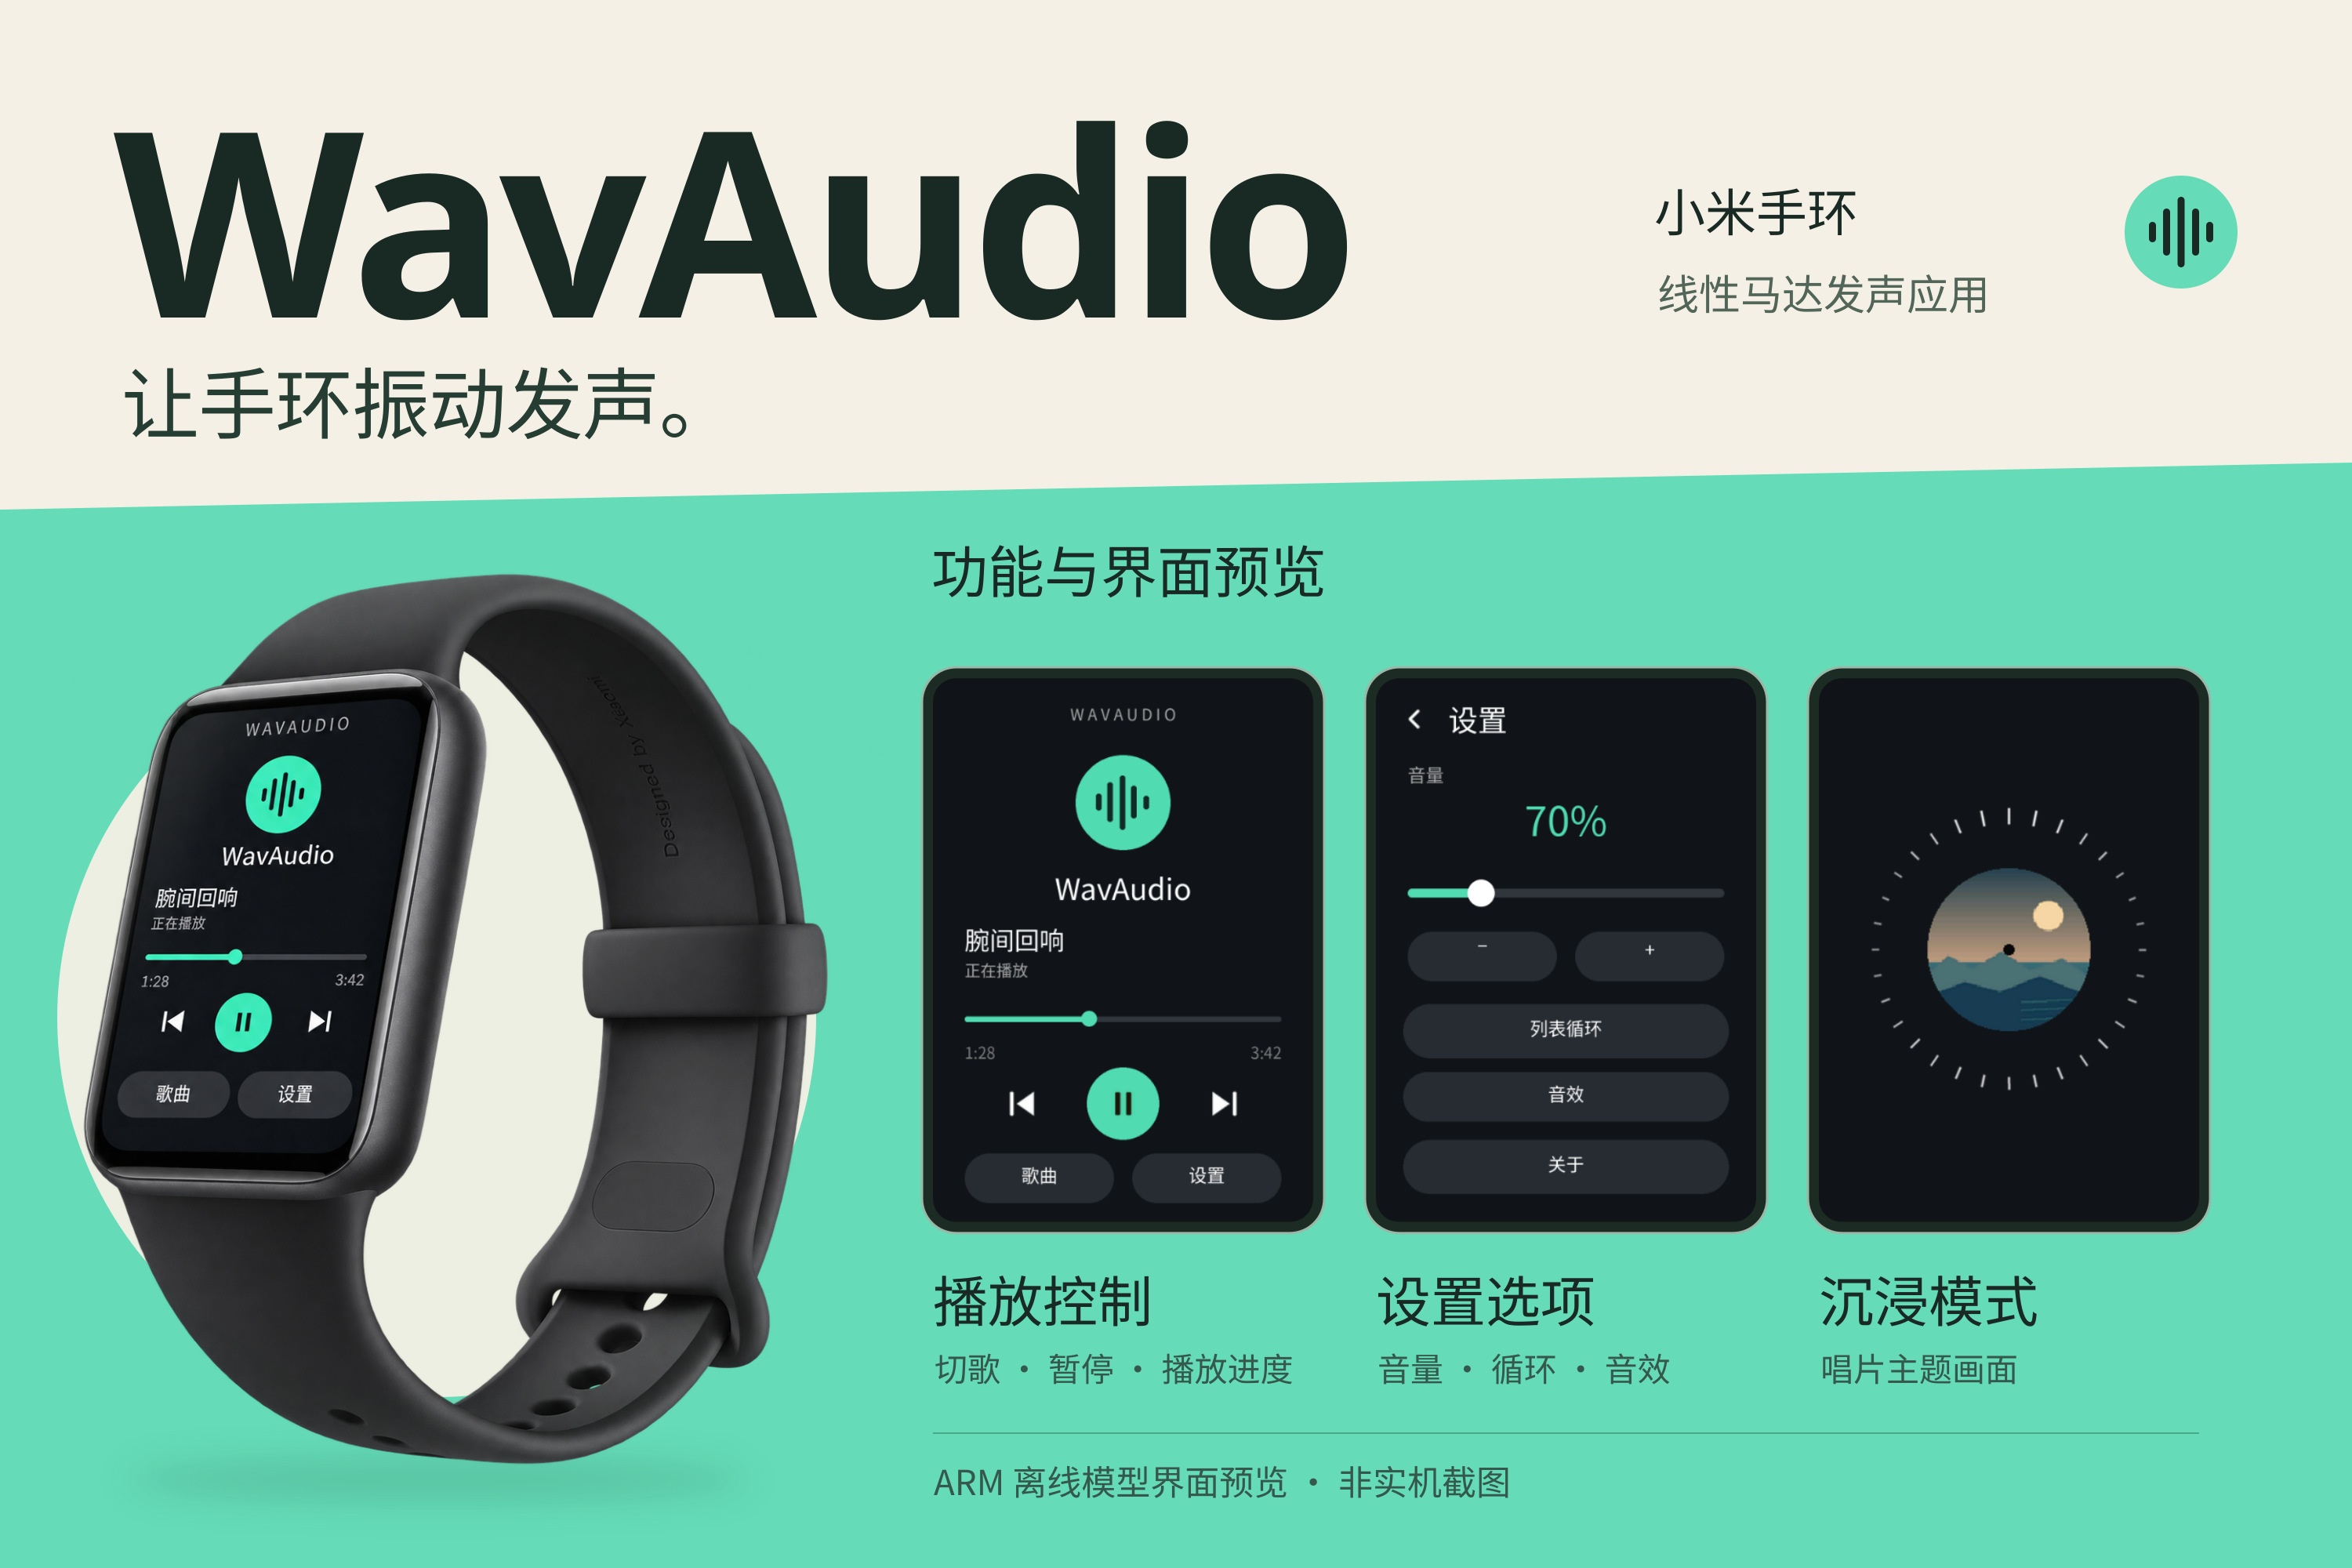 WavAudio
让手环振动发声。
小米手环
线性马达发声应用
功能与界面预览
WAVAUDIO
WavAudio
腕间回响
正在播放
1:28 3:42
歌曲 设置
Designed by Xiaomi
WAVAUDIO
WavAudio
腕间回响
正在播放
1:28 3:42
歌曲 设置
设置
音量
70%
− +
列表循环
音效
关于
播放控制
切歌 · 暂停 · 播放进度
设置选项
音量 · 循环 · 音效
沉浸模式
唱片主题画面
ARM 离线模型界面预览 · 非实机截图